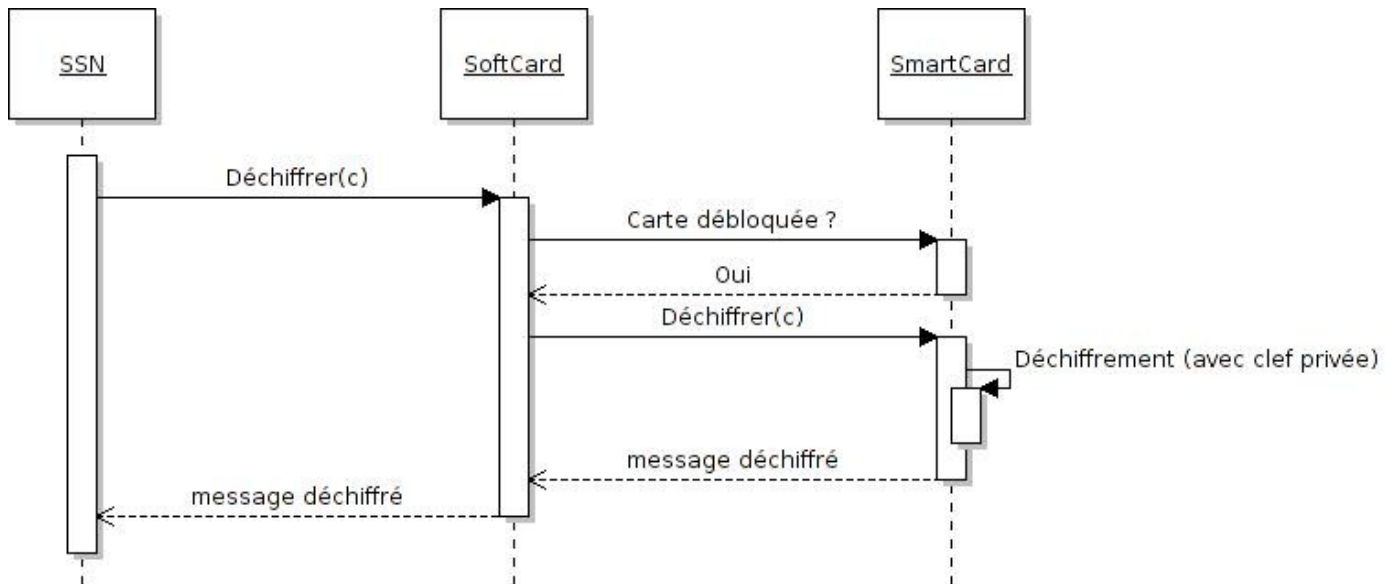 SSN
SoftCard
SmartCard
Déchiffrer(c)
Carte débloquée ?
Oui
Déchiffrer(c)
Déchiffrement (avec clef privée)
message déchiffré
message déchiffré